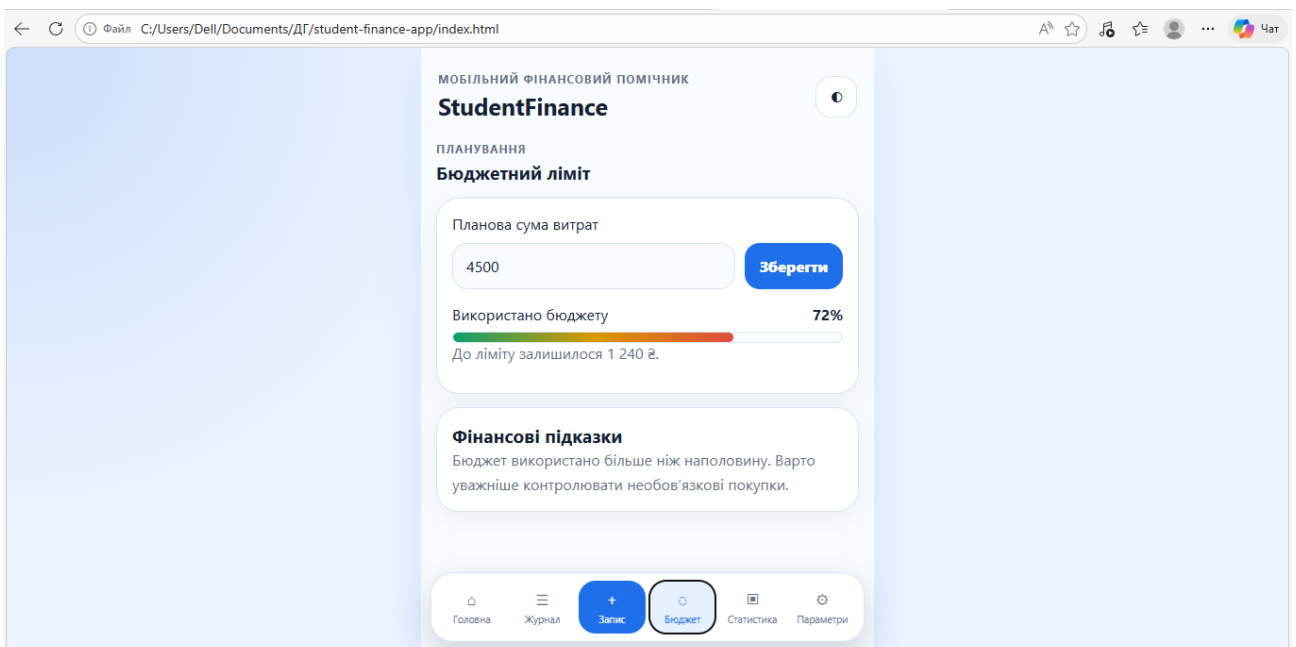 Файл C:/Users/Dell/Documents/ДГ/student-finance-app/index.html
Чат
МОБІЛЬНИЙ ФІНАНСОВИЙ ПОМІЧНИК
StudentFinance
ПЛАНУВАННЯ
Бюджетний ліміт
Планова сума витрат
4500
Зберегти
Використано бюджету 72%
До ліміту залишилося 1 240 ₴.
Фінансові підказки
Бюджет використано більше ніж наполовину. Варто
уважніше контролювати необов’язкові покупки.
Головна Журнал Запис Бюджет Статистика Параметри